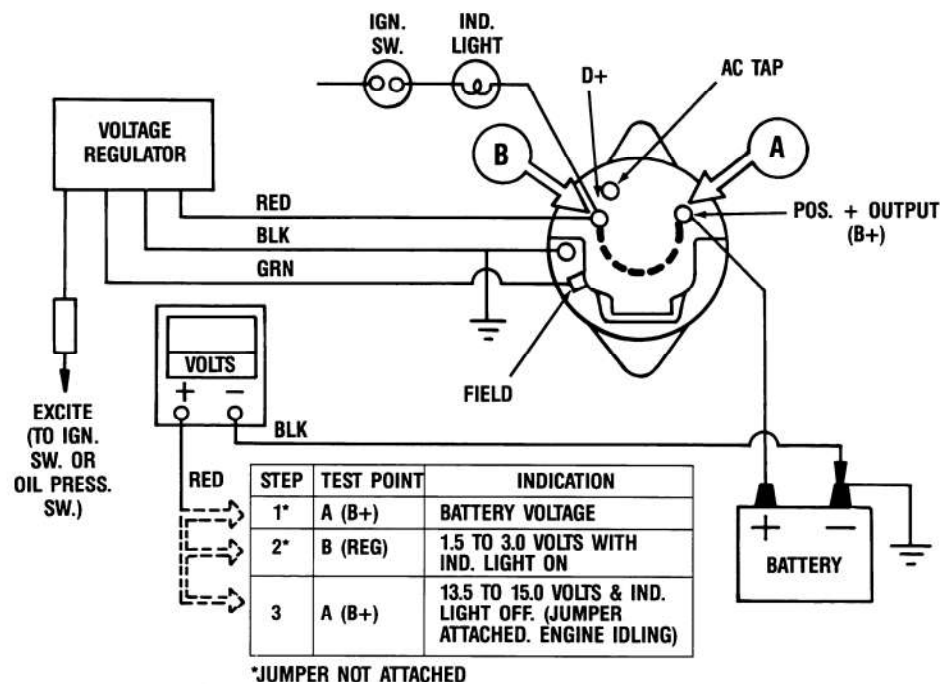 IGN.
SW.
IND.
LIGHT
D+
AC TAP
VOLTAGE
REGULATOR
B
A
RED
POS. + OUTPUT
(B+)
BLK
GRN
VOLTS
+ −
FIELD
EXCITE
(TO IGN.
SW. OR
OIL PRESS.
SW.)
BLK
RED
STEP TEST POINT INDICATION
1* A (B+) BATTERY VOLTAGE
2* B (REG) 1.5 TO 3.0 VOLTS WITH
IND. LIGHT ON
3 A (B+) 13.5 TO 15.0 VOLTS & IND.
LIGHT OFF. (JUMPER
ATTACHED. ENGINE IDLING)
+ −
BATTERY
*JUMPER NOT ATTACHED